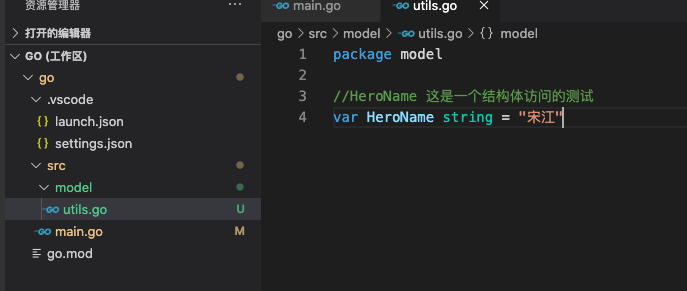 资源管理器
打开的编辑器
GO (工作区)
go
.vscode
launch.json
settings.json
src
model
utils.go U
main.go M
go.mod
main.go
utils.go
go > src > model > utils.go > {} model
1 package model
2
3 //HeroName 这是一个结构体访问的测试
4 var HeroName string = "宋江"